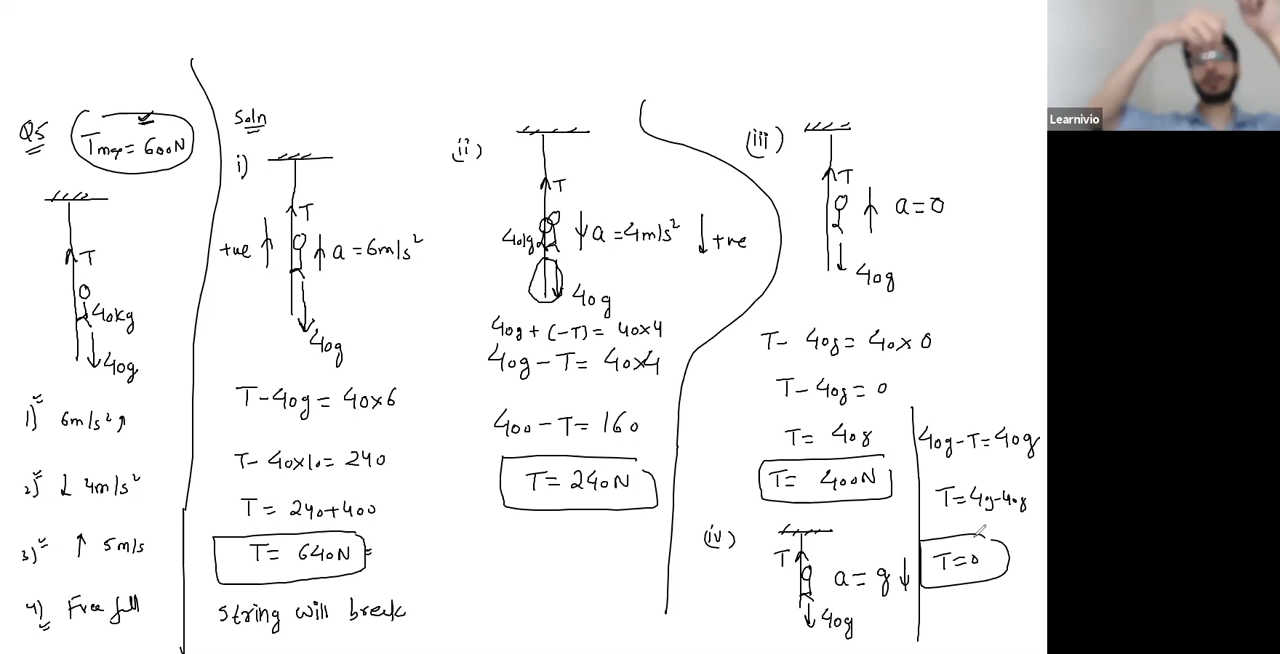 Q5
Tmax = 600N
T
40kg
40g
1) 6m/s² ↑
2) ↓ 4m/s²
3) ↑ 5m/s
4) Free fall
Soln
i)
T
+ve ↑
↑ a = 6m/s²
40g
T-40g = 40×6
T- 40×10 = 240
T = 240+400
T = 640N
String will break
(ii)
T
40kg
↓ a = 4m/s²
↓ +ve
40g
40g + (-T) = 40×4
40g - T = 40×4
400 - T = 160
T = 240N
(iii)
T
↑ a = 0
40g
T- 40g = 40×0
T- 40g = 0
T = 40g
T = 400N
(iv)
T
a = g ↓
40g
40g-T = 40g
T = 4g-40g
T = 0
Learnivio